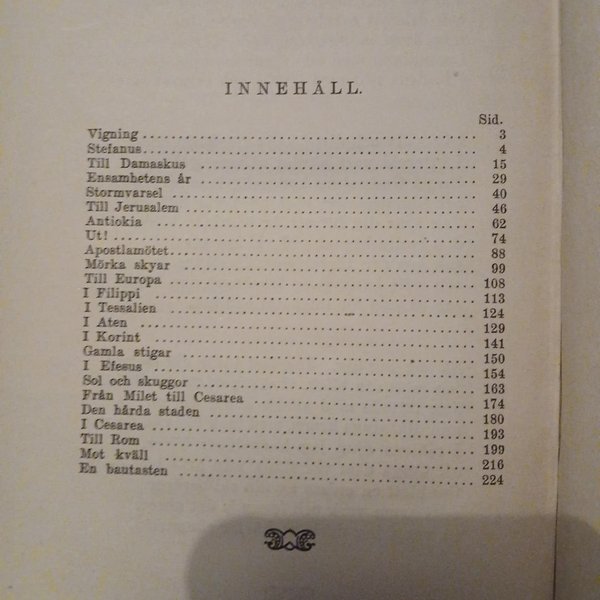 INNEHÅLL.
Sid.
Vigning 3
Stefanus 4
Till Damaskus 15
Ensamhetens år 29
Stormvarsel 40
Till Jerusalem 46
Antiokia 62
Ut! 74
Apostlamötet 88
Mörka skyar 99
Till Europa 108
I Filippi 113
I Tessalien 124
I Aten 129
I Korint 141
Gamla stigar 150
I Efesus 154
Sol och skuggor 163
Från Milet till Cesarea 174
Den hårda staden 180
I Cesarea 193
Till Rom 199
Mot kväll 216
En bautasten 224